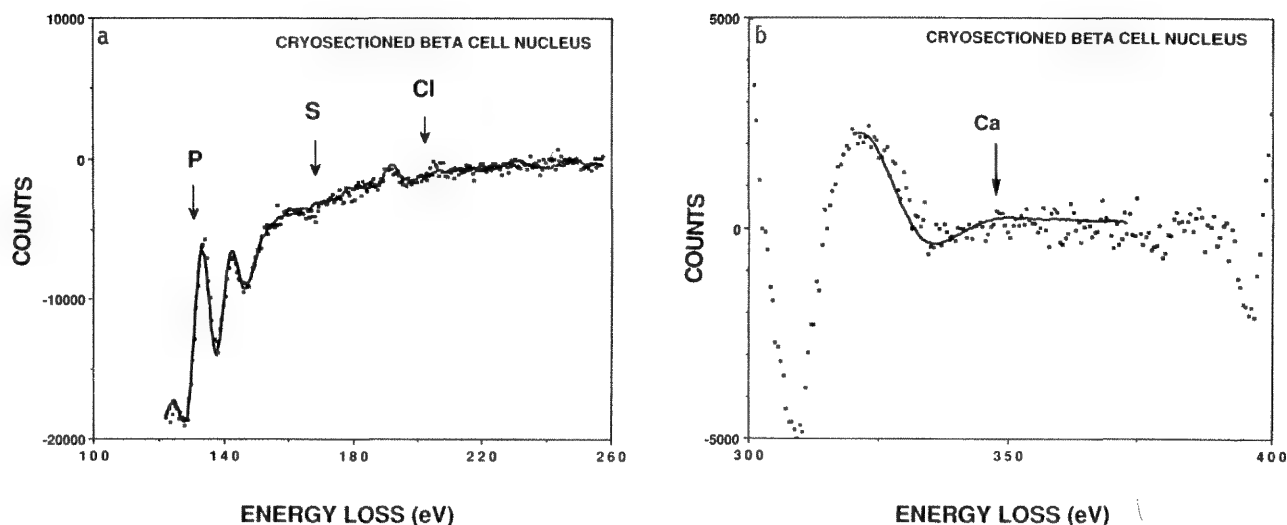 a
CRYOSECTIONED BETA CELL NUCLEUS
10000
0
-10000
-20000
COUNTS
P
S
Cl
100
140
180
220
260
ENERGY LOSS (eV)
b
CRYOSECTIONED BETA CELL NUCLEUS
5000
0
-5000
COUNTS
Ca
300
350
400
ENERGY LOSS (eV)